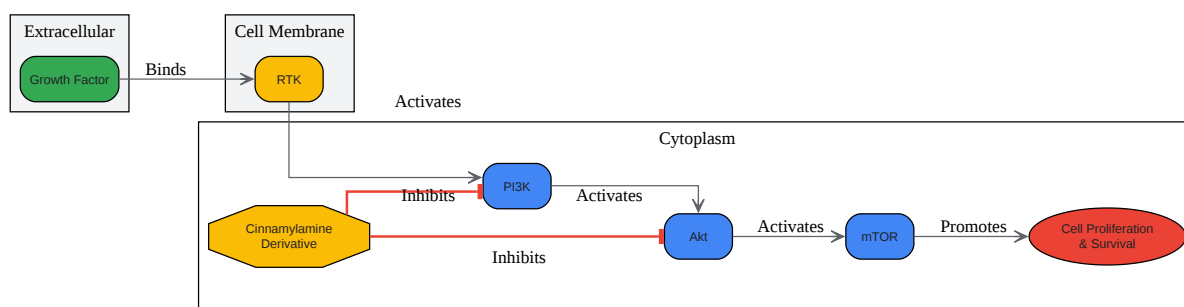 Extracellular
Cell Membrane
Growth Factor
Binds
RTK
Activates
Cytoplasm
PI3K
Inhibits
Activates
Cinnamylamine
Derivative
Inhibits
Akt
Activates
mTOR
Promotes
Cell Proliferation
& Survival